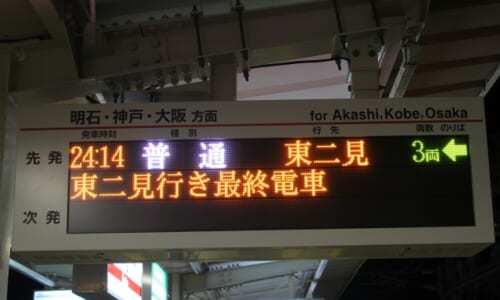 明石・神戸・大阪 方面 for Akashi, Kobe, Osaka
発車時刻 種別 行先 両数 のりば
先発 24:14 普通 東二見 3両 ←
東二見行き最終電車
次発